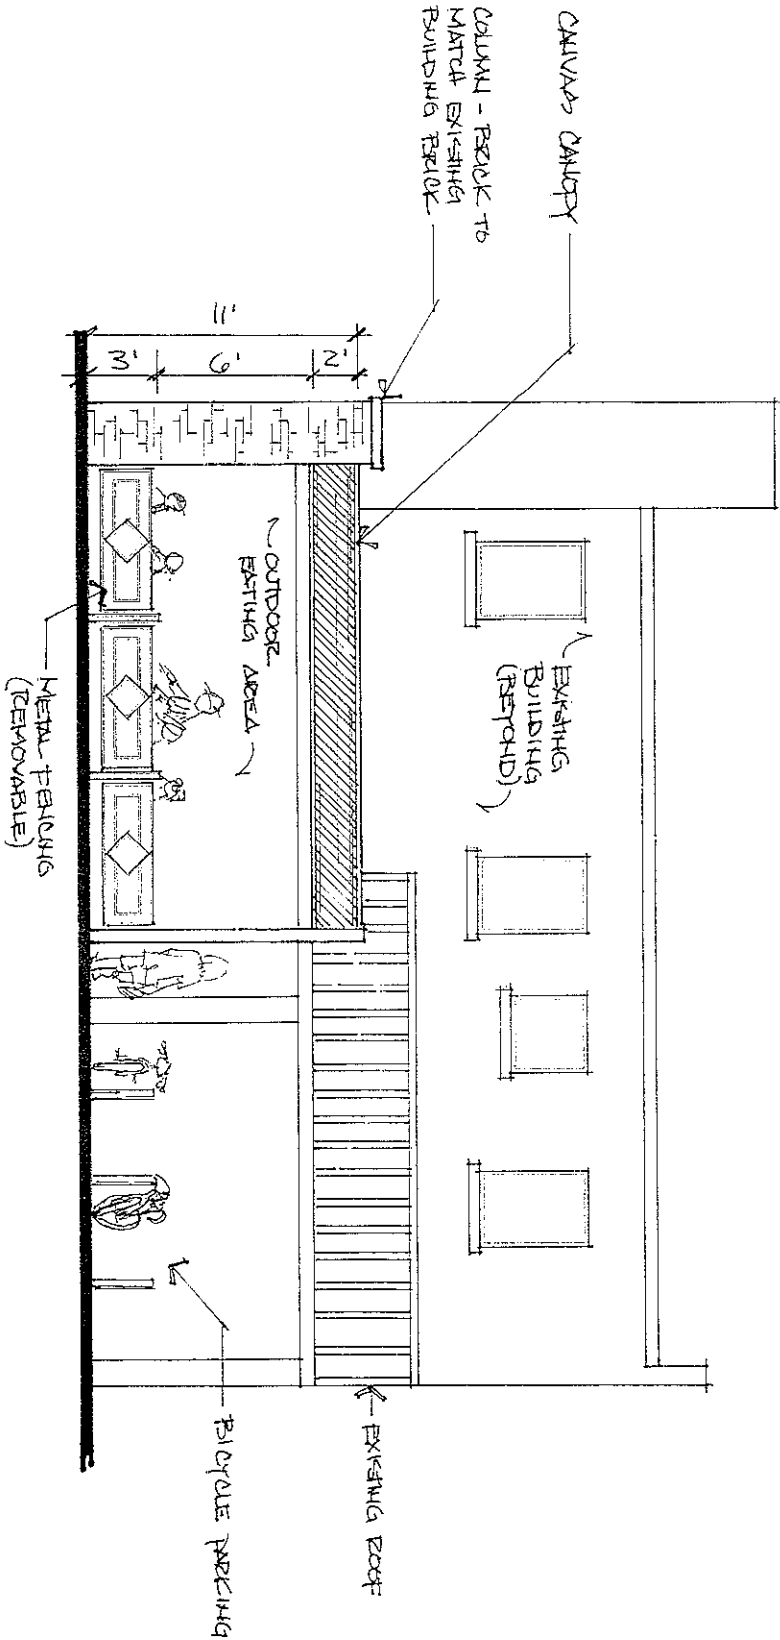 CANVAS CANOPY
COLUMN - BRICK TO
MATCH EXISTING
BUILDING BRICK
11'
3'
6'
2'
OUTDOOR
EATING AREA
EXISTING
BUILDING
(BEYOND)
METAL FENCING
(REMOVABLE)
EXISTING ROOF
BICYCLE PARKING